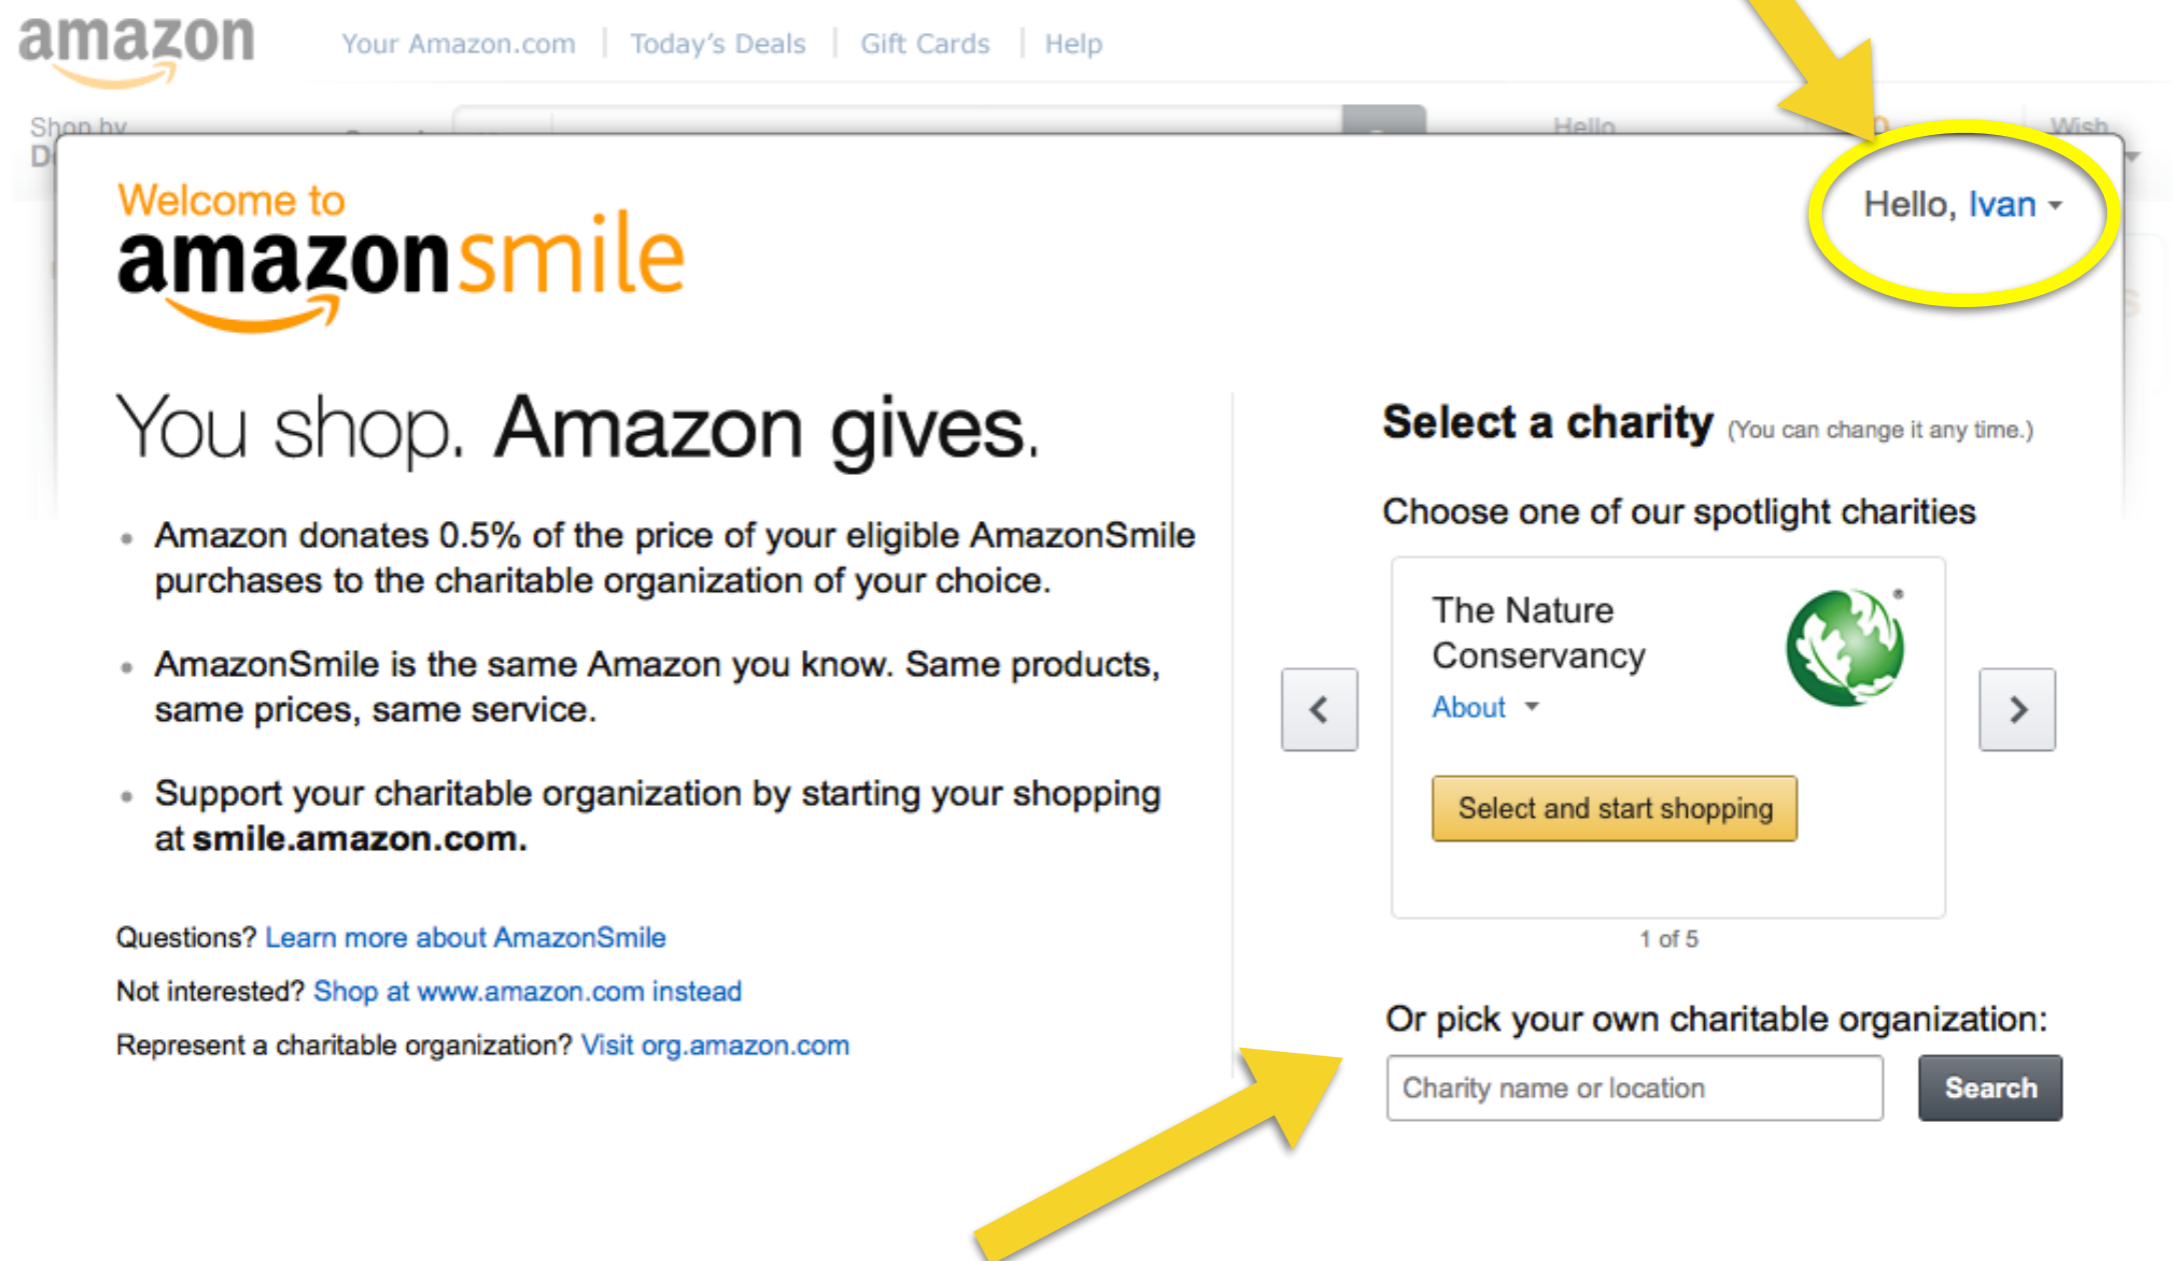 amazon
Your Amazon.com | Today's Deals | Gift Cards | Help
Shop by
Hello
Wish
Hello, Ivan
Welcome to
amazonsmile
You shop. Amazon gives.
Amazon donates 0.5% of the price of your eligible AmazonSmile
purchases to the charitable organization of your choice.
AmazonSmile is the same Amazon you know. Same products,
same prices, same service.
Support your charitable organization by starting your shopping
at smile.amazon.com.
Questions? Learn more about AmazonSmile
Not interested? Shop at www.amazon.com instead
Represent a charitable organization? Visit org.amazon.com
Select a charity (You can change it any time.)
Choose one of our spotlight charities
The Nature
Conservancy
®
About
Select and start shopping
1 of 5
Or pick your own charitable organization:
Charity name or location
Search